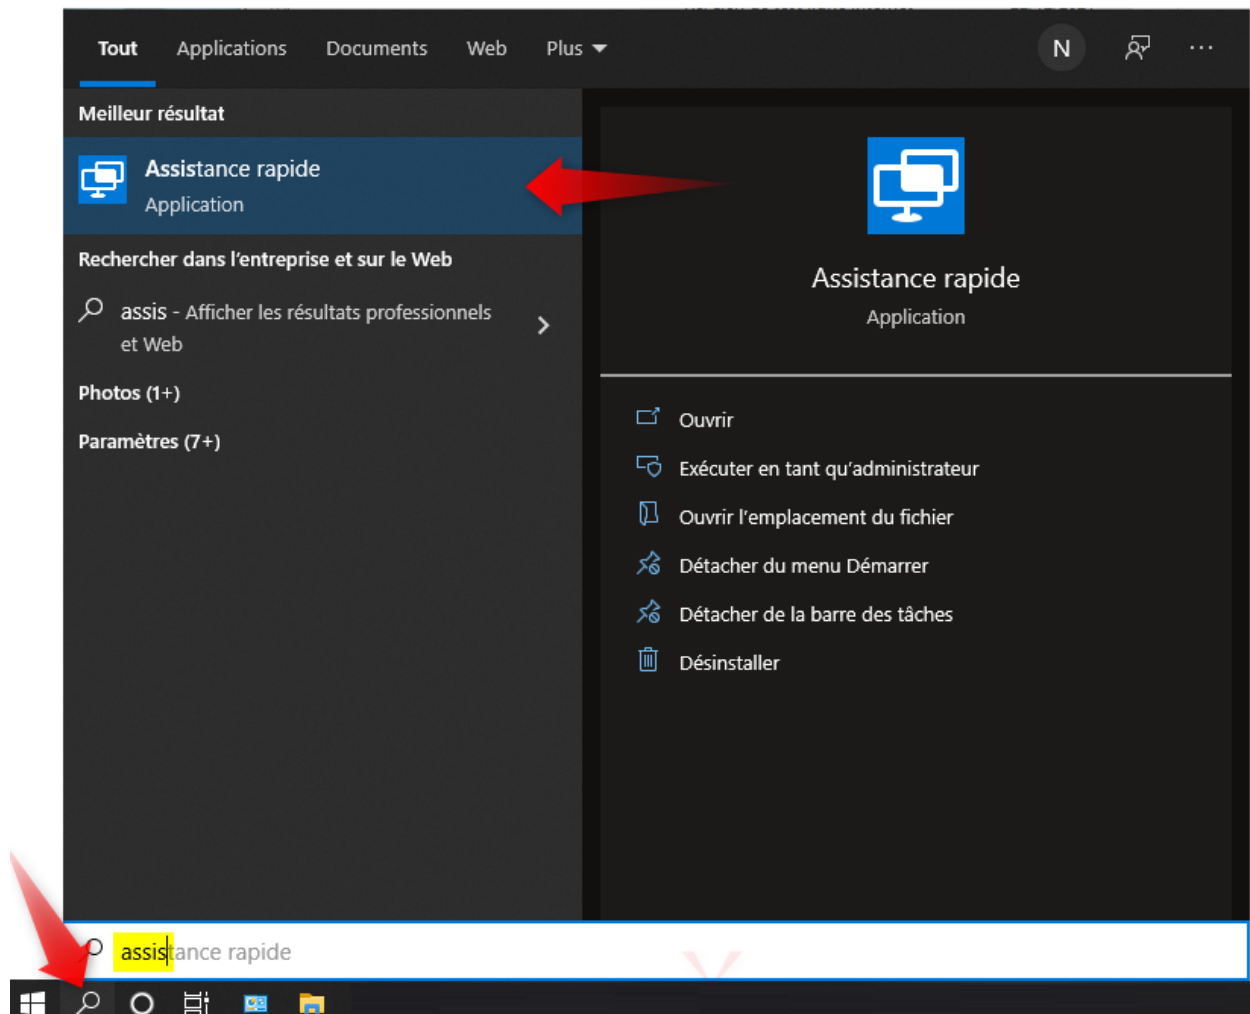 Tout Applications Documents Web Plus
N
Meilleur résultat
Assistance rapide
Application
Rechercher dans l'entreprise et sur le Web
assis - Afficher les résultats professionnels
et Web
Photos (1+)
Paramètres (7+)
Assistance rapide
Application
Ouvrir
Exécuter en tant qu'administrateur
Ouvrir l'emplacement du fichier
Détacher du menu Démarrer
Détacher de la barre des tâches
Désinstaller
assistance rapide